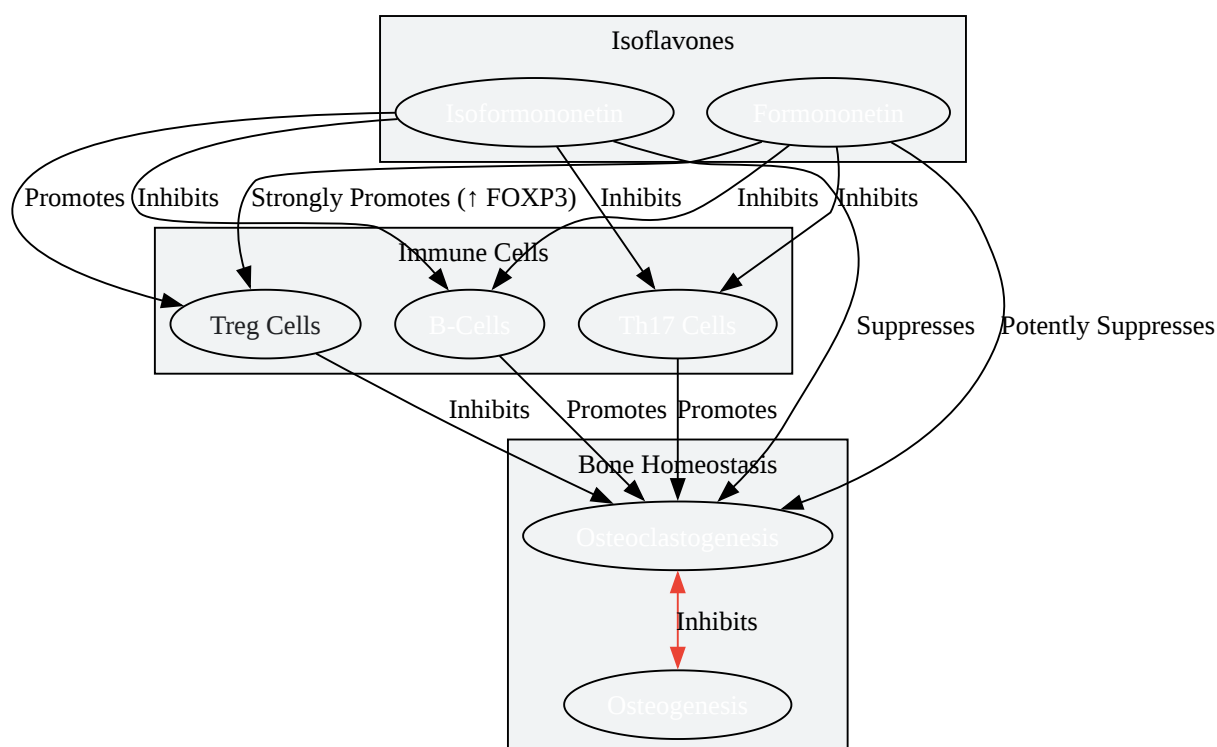 Isoflavones
Isoformononetin
Formononetin
Promotes
Inhibits
Strongly Promotes (↑ FOXP3)
Inhibits
Inhibits
Inhibits
Immune Cells
Treg Cells
B-Cells
Th17 Cells
Suppresses
Potently Suppresses
Inhibits
Promotes
Promotes
Bone Homeostasis
Osteoclastogenesis
Inhibits
Osteogenesis